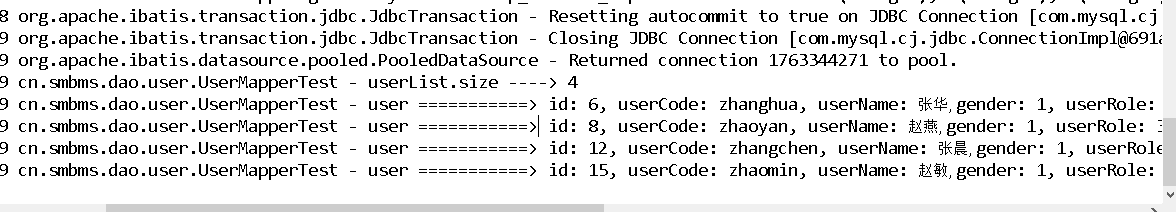 8 org.apache.ibatis.transaction.jdbc.JdbcTransaction - Resetting autocommit to true on JDBC Connection [com.mysql.cj
9 org.apache.ibatis.transaction.jdbc.JdbcTransaction - Closing JDBC Connection [com.mysql.cj.jdbc.ConnectionImpl@691a
9 org.apache.ibatis.datasource.pooled.PooledDataSource - Returned connection 1763344271 to pool.
9 cn.smbms.dao.user.UserMapperTest - userList.size ----> 4
9 cn.smbms.dao.user.UserMapperTest - user ===========> id: 6, userCode: zhanghua, userName: 张华,gender: 1, userRole:
9 cn.smbms.dao.user.UserMapperTest - user ===========> id: 8, userCode: zhaoyan, userName: 赵燕,gender: 1, userRole: 3
9 cn.smbms.dao.user.UserMapperTest - user ===========> id: 12, userCode: zhangchen, userName: 张晨,gender: 1, userRole
9 cn.smbms.dao.user.UserMapperTest - user ===========> id: 15, userCode: zhaomin, userName: 赵敏,gender: 1, userRole: